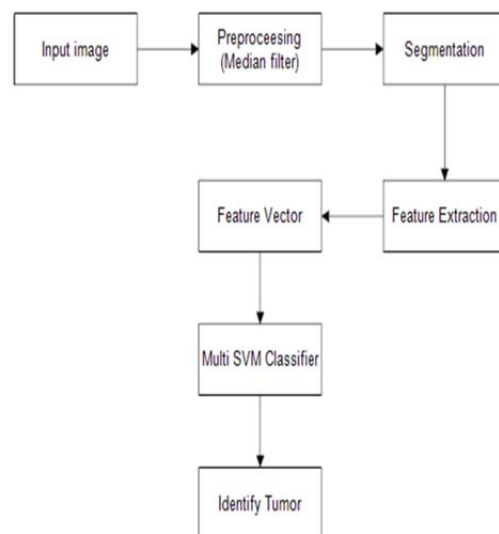 Input image
Preproceesing
(Median filter)
Segmentation
Feature Vector
Feature Extraction
Multi SVM Classifier
Identify Tumor